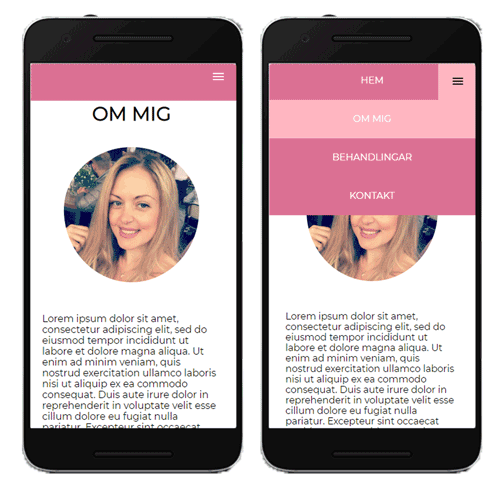 OM MIG
Lorem ipsum dolor sit amet,
consectetur adipiscing elit, sed do
eiusmod tempor incididunt ut
labore et dolore magna aliqua. Ut
enim ad minim veniam, quis
nostrud exercitation ullamco laboris
nisi ut aliquip ex ea commodo
consequat. Duis aute irure dolor in
reprehenderit in voluptate velit esse
cillum dolore eu fugiat nulla
pariatur. Excepteur sint occaecat
HEM
OM MIG
BEHANDLINGAR
KONTAKT
Lorem ipsum dolor sit amet,
consectetur adipiscing elit, sed do
eiusmod tempor incididunt ut
labore et dolore magna aliqua. Ut
enim ad minim veniam, quis
nostrud exercitation ullamco laboris
nisi ut aliquip ex ea commodo
consequat. Duis aute irure dolor in
reprehenderit in voluptate velit esse
cillum dolore eu fugiat nulla
pariatur. Excepteur sint occaecat